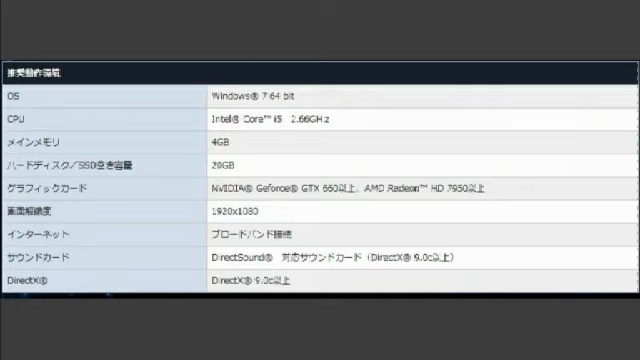 推奨動作環境
OS Windows® 7 64 bit
CPU Intel® Core™ i5 2.66GHz
メインメモリ 4GB
ハードディスク／SSD空き容量 20GB
グラフィックカード NVIDIA® Geforce® GTX 660以上、AMD Radeon™ HD 7950以上
画面解像度 1920x1080
インターネット ブロードバンド接続
サウンドカード DirectSound® 対応サウンドカード（DirectX® 9.0c以上）
DirectX® DirectX® 9.0c以上